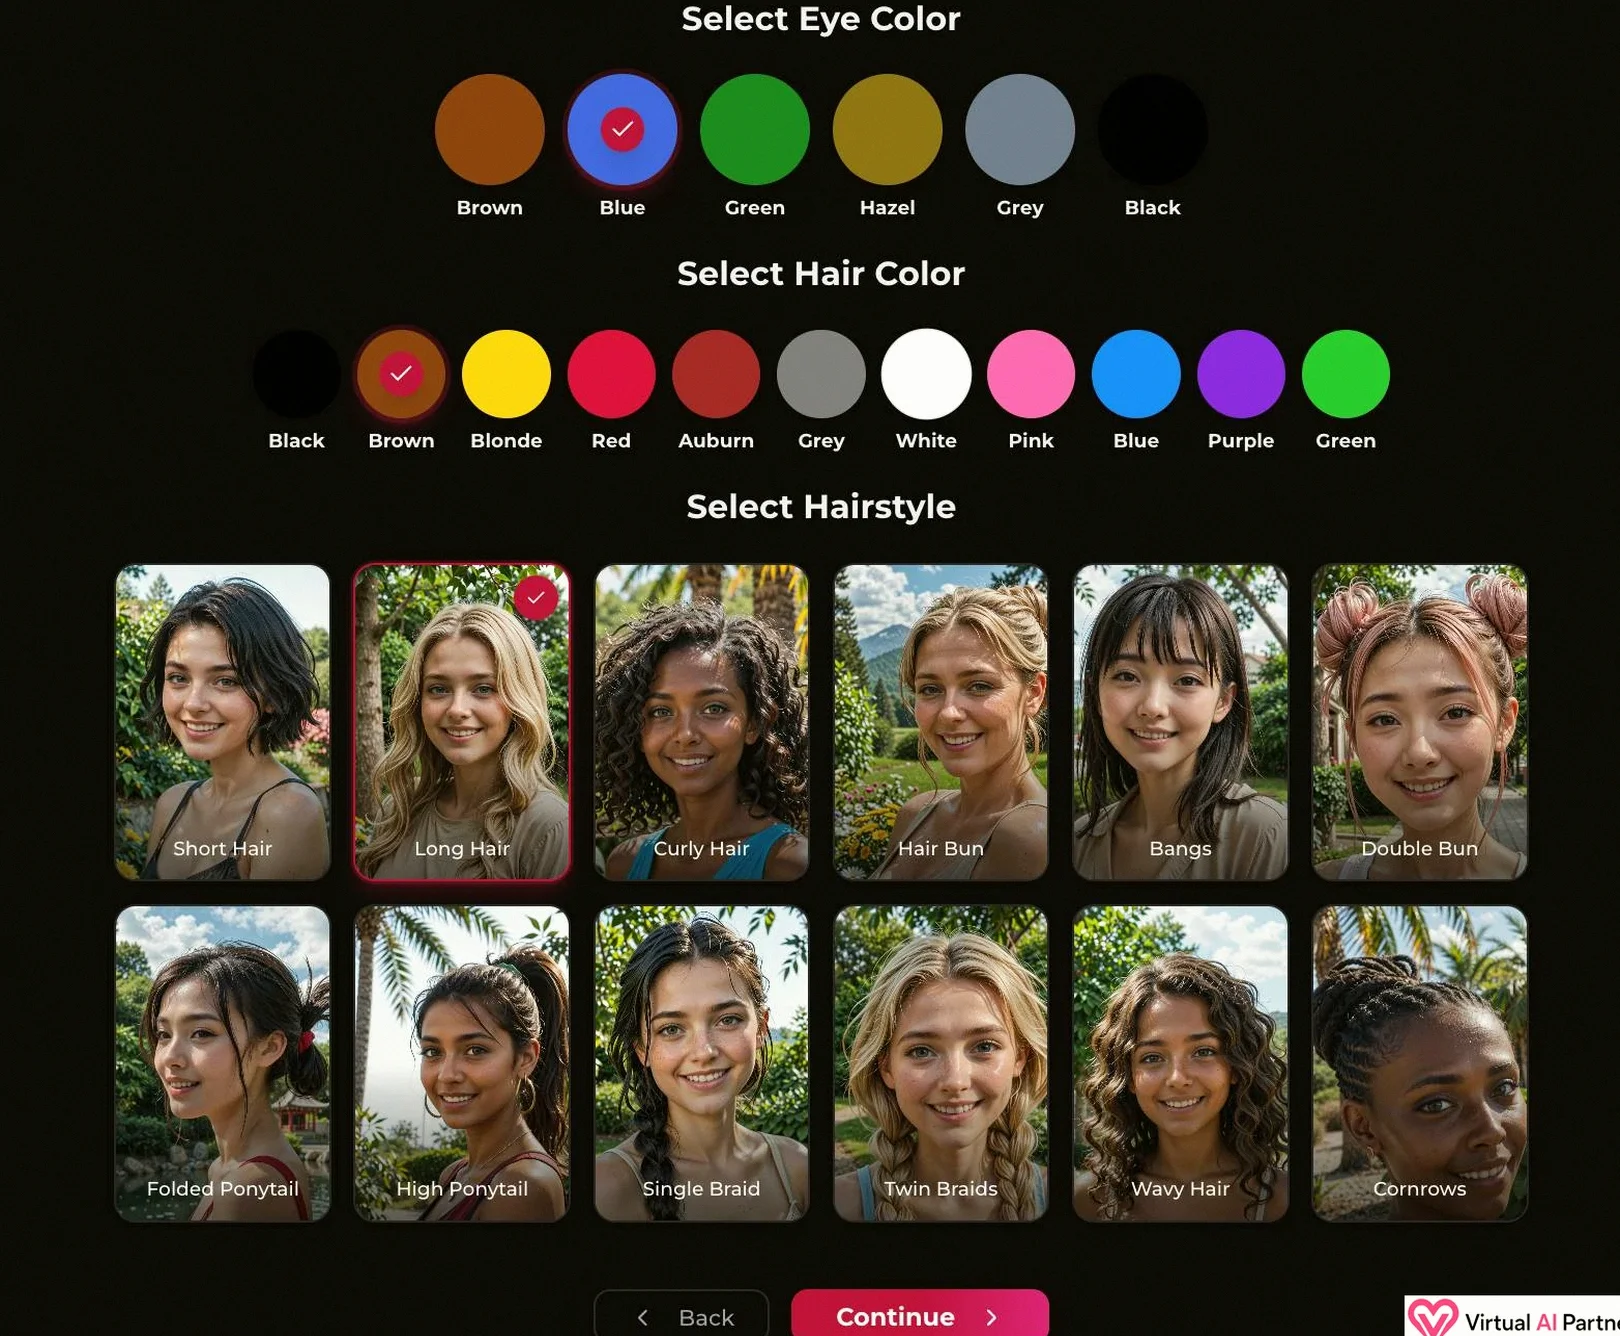 Select Eye Color
Brown Blue Green Hazel Grey Black
Select Hair Color
Black Brown Blonde Red Auburn Grey White Pink Blue Purple Green
Select Hairstyle
Short Hair Long Hair Curly Hair Hair Bun Bangs Double Bun
Folded Ponytail High Ponytail Single Braid Twin Braids Wavy Hair Cornrows
Back Continue
Virtual AI Partn